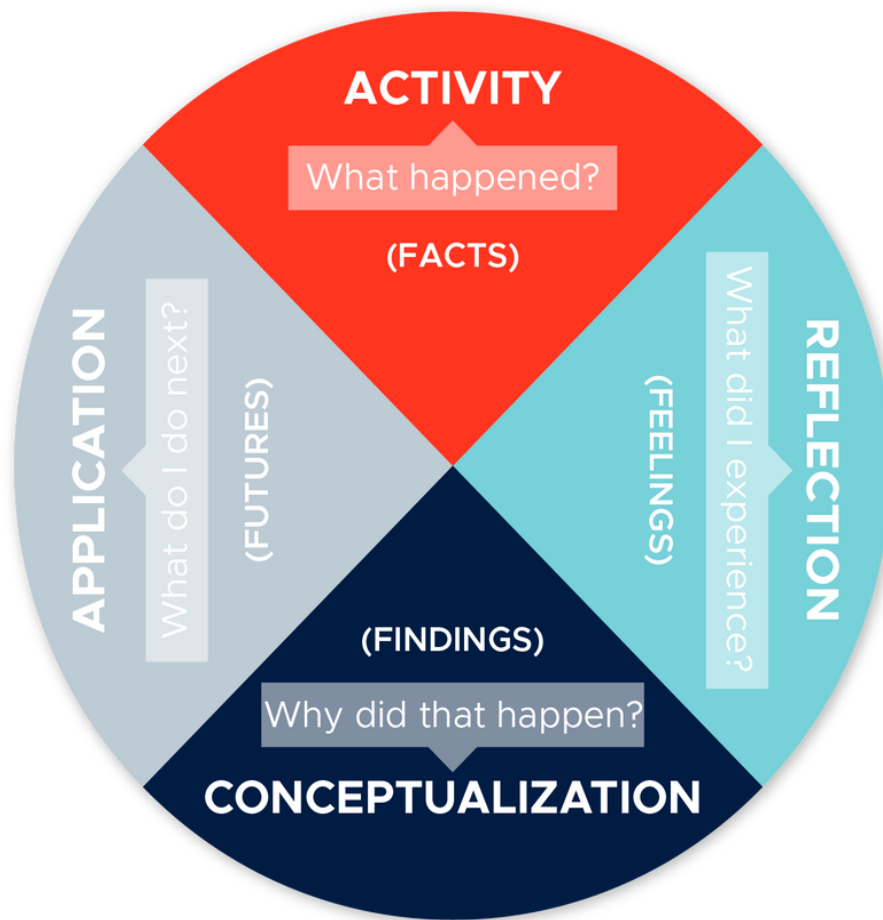 ACTIVITY
What happened?
(FACTS)
REFLECTION
What did I experience?
(FEELINGS)
(FINDINGS)
Why did that happen?
CONCEPTUALIZATION
APPLICATION
What do I do next?
(FUTURES)